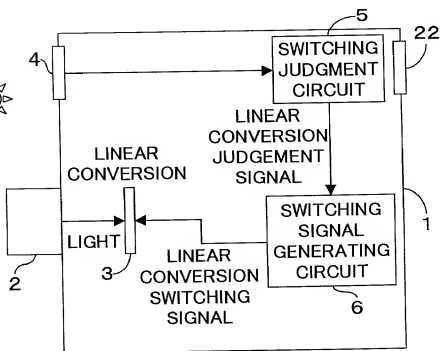 5
22
4
SWITCHING
JUDGMENT
CIRCUIT
LINEAR
CONVERSION
JUDGEMENT
SIGNAL
LINEAR
CONVERSION
1
SWITCHING
SIGNAL
GENERATING
CIRCUIT
LIGHT
2
3
LINEAR
CONVERSION
SWITCHING
SIGNAL
6